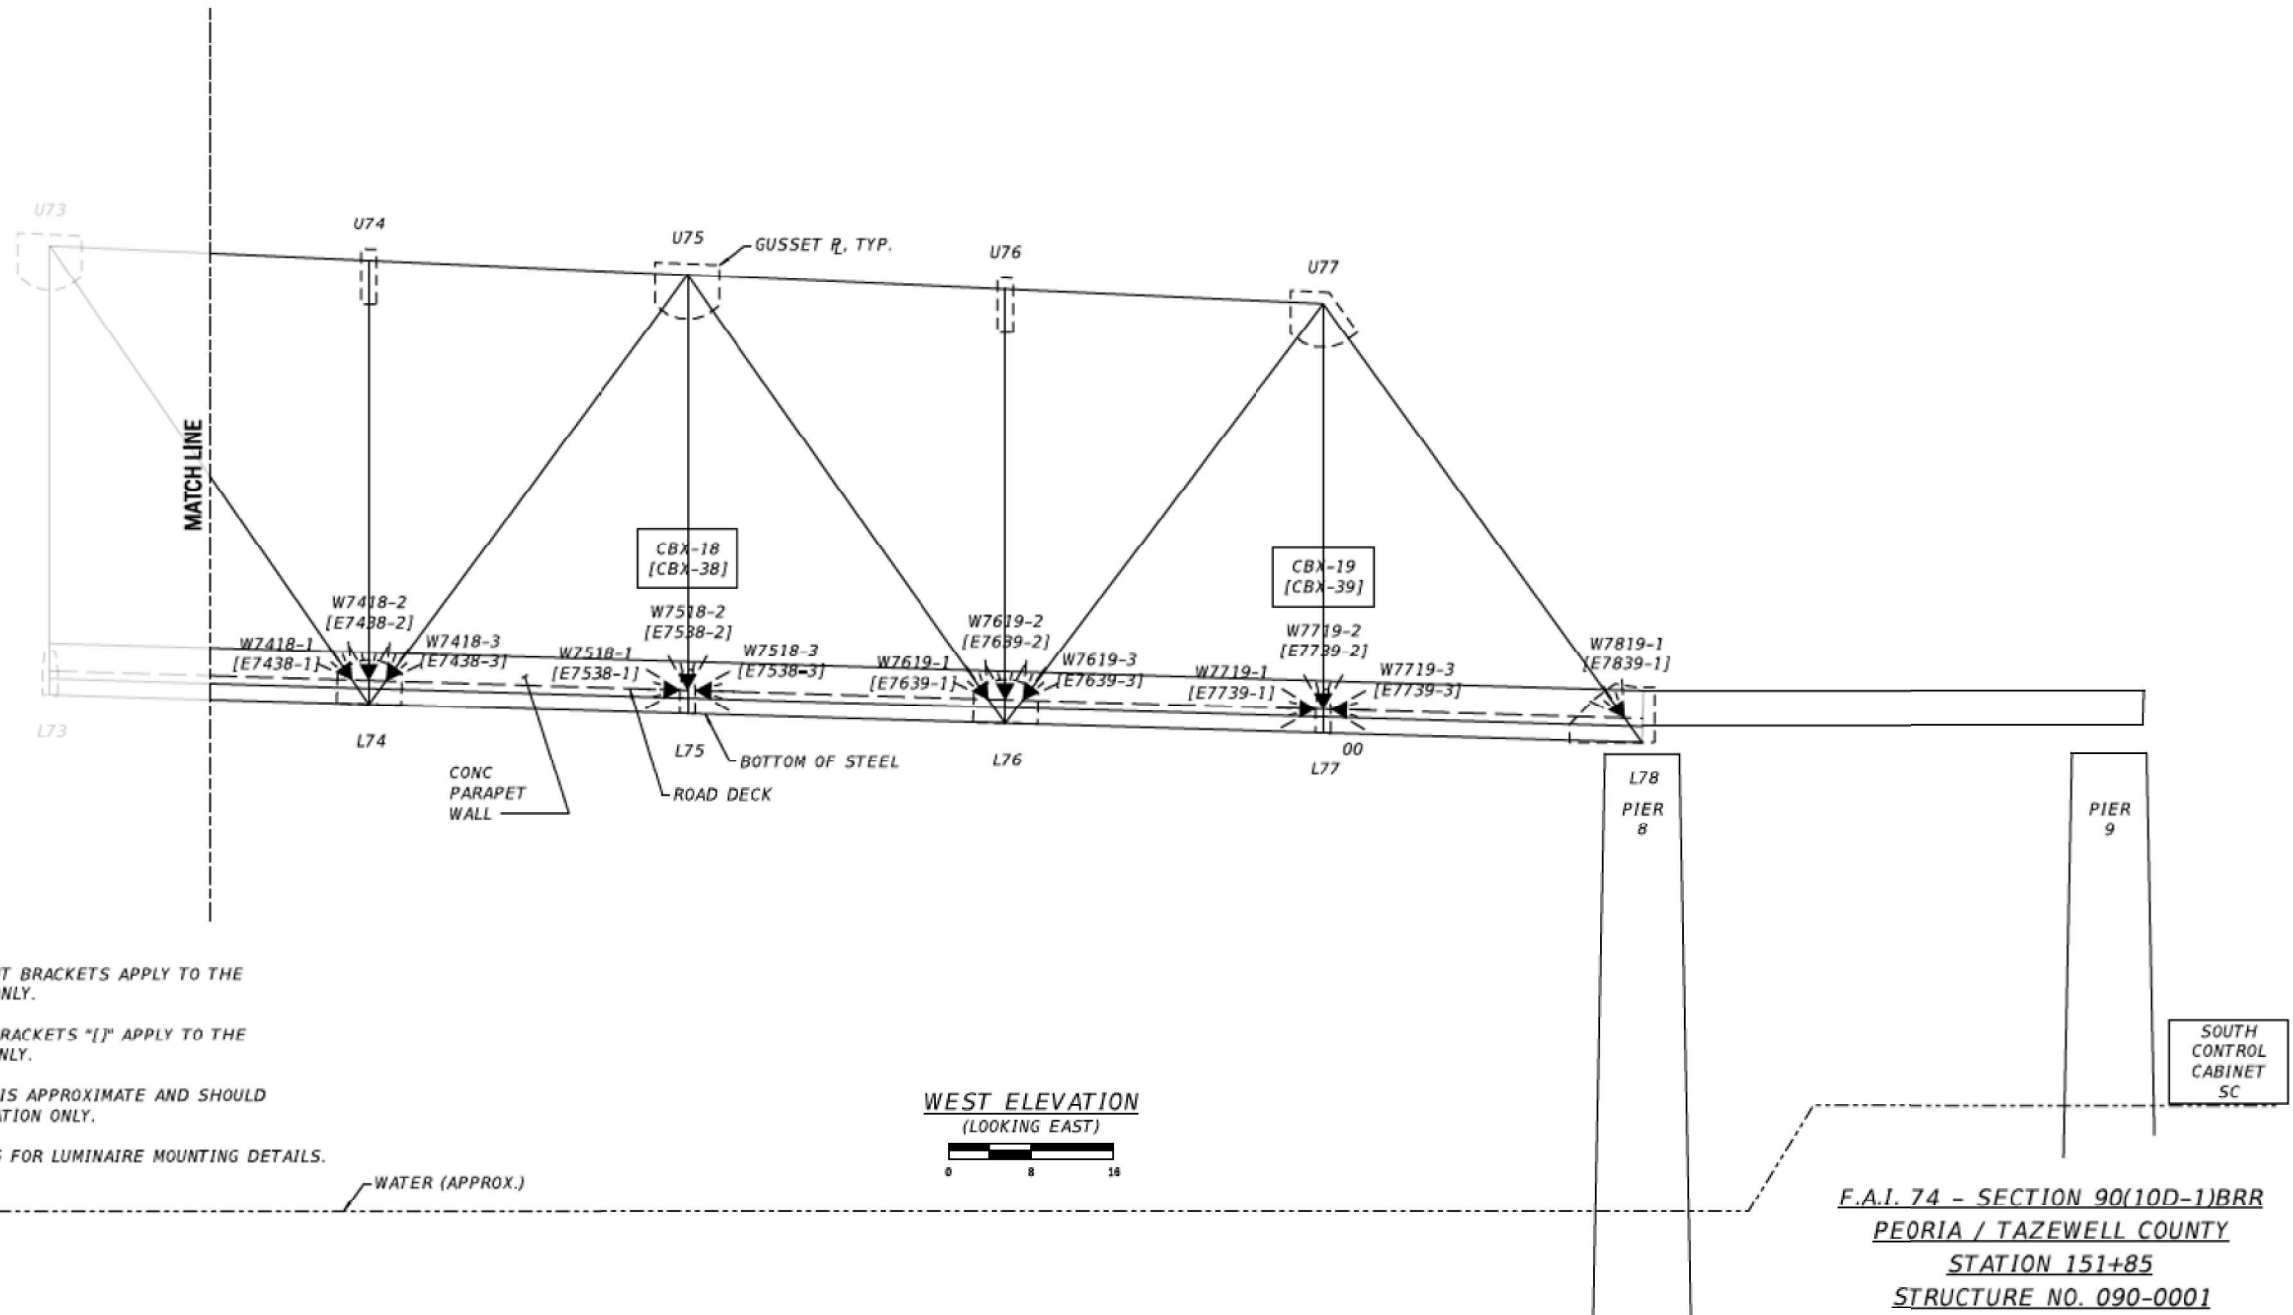 U73
U74
U75
GUSSET ⅊, TYP.
U76
U77
MATCH LINE
CBX-18
[CBX-38]
CBX-19
[CBX-39]
W7418-1
[E7438-1]
W7418-2
[E7438-2]
W7418-3
[E7438-3]
W7518-1
[E7538-1]
W7518-2
[E7538-2]
W7518-3
[E7538-3]
W7619-1
[E7639-1]
W7619-2
[E7639-2]
W7619-3
[E7639-3]
W7719-1
[E7739-1]
W7719-2
[E7739-2]
W7719-3
[E7739-3]
W7819-1
[E7839-1]
L73
L74
L75
L76
L77
00
L78
PIER
8
PIER
9
BOTTOM OF STEEL
ROAD DECK
CONC
PARAPET
WALL
T BRACKETS APPLY TO THE
NLY.
RACKETS "[]" APPLY TO THE
NLY.
IS APPROXIMATE AND SHOULD
TION ONLY.
FOR LUMINAIRE MOUNTING DETAILS.
WATER (APPROX.)
WEST ELEVATION
(LOOKING EAST)
0 8 16
SOUTH
CONTROL
CABINET
SC
F.A.I. 74 - SECTION 90(10D-1)BRR
PEORIA / TAZEWELL COUNTY
STATION 151+85
STRUCTURE NO. 090-0001